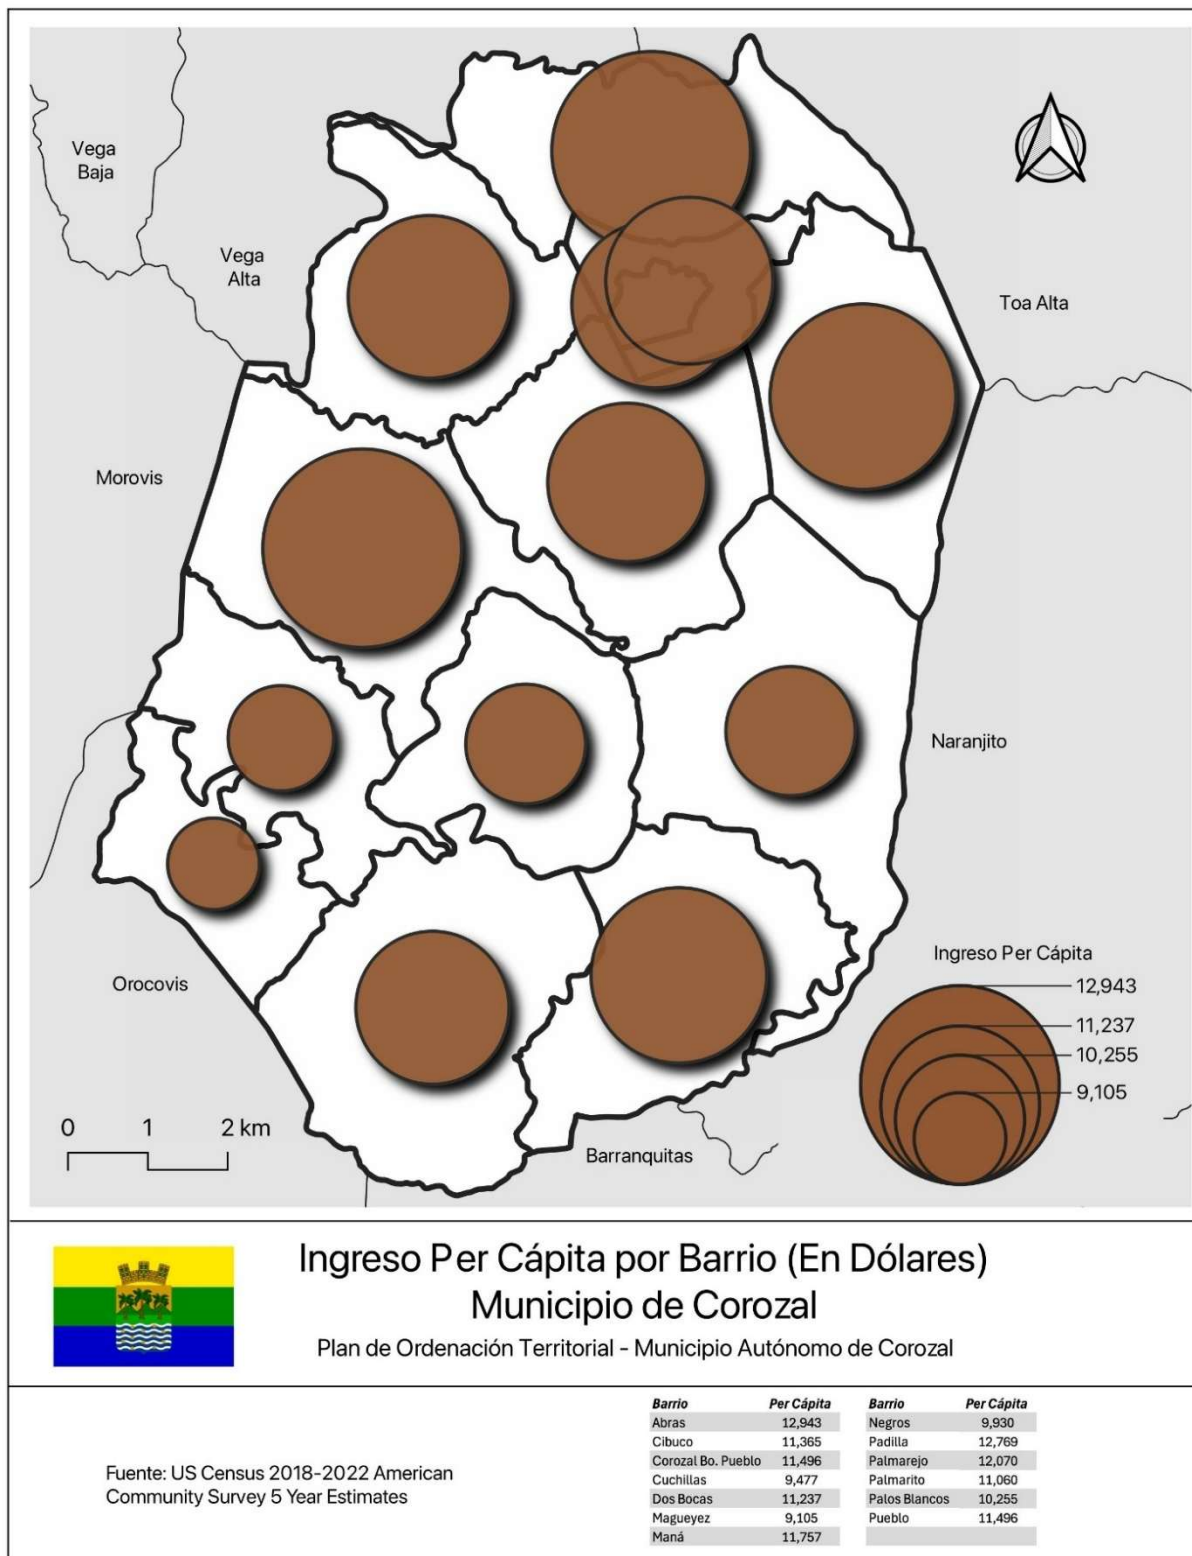 Vega
Baja
Vega
Alta
Toa Alta
Morovis
Naranjito
Orocovis
Ingreso Per Cápita
12,943
11,237
10,255
9,105
0 1 2 km
Barranquitas
Ingreso Per Cápita por Barrio (En Dólares)
Municipio de Corozal
Plan de Ordenación Territorial - Municipio Autónomo de Corozal
Fuente: US Census 2018-2022 American
Community Survey 5 Year Estimates
Barrio Per Cápita Barrio Per Cápita
Abras 12,943 Negros 9,930
Cibuco 11,365 Padilla 12,769
Corozal Bo. Pueblo 11,496 Palmarejo 12,070
Cuchillas 9,477 Palmarito 11,060
Dos Bocas 11,237 Palos Blancos 10,255
Magueyez 9,105 Pueblo 11,496
Maná 11,757